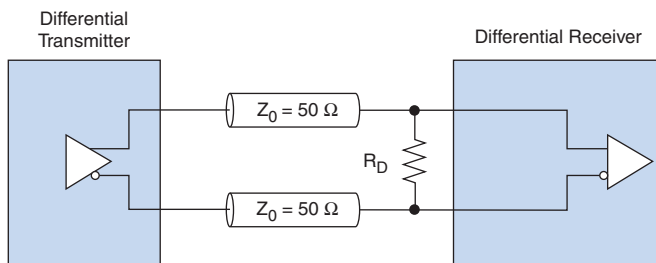 Differential
Transmitter
Differential Receiver
Z0 = 50 Ω
RD
Z0 = 50 Ω